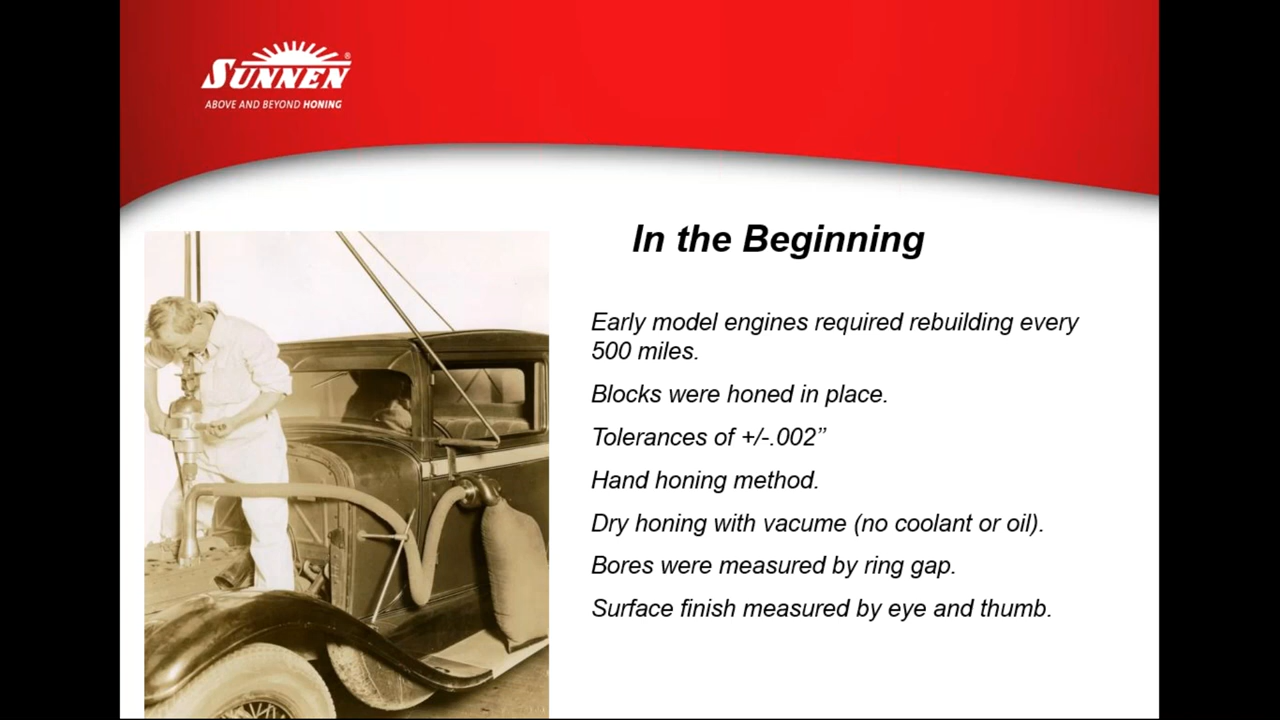 SUNNEN®
ABOVE AND BEYOND HONING
In the Beginning
Early model engines required rebuilding every
500 miles.
Blocks were honed in place.
Tolerances of +/-.002”
Hand honing method.
Dry honing with vacume (no coolant or oil).
Bores were measured by ring gap.
Surface finish measured by eye and thumb.